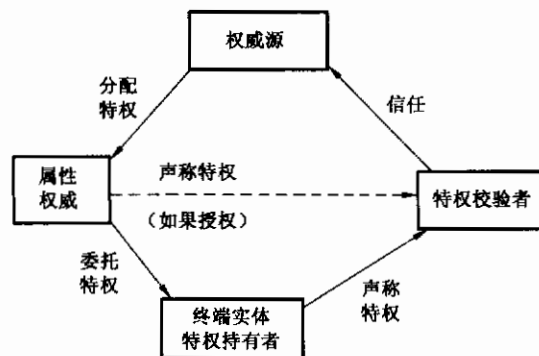 权威源
分配
特权
信任
属性
权威
声称特权
(如果授权)
特权校验者
委托
特权
声称
特权
终端实体
特权持有者